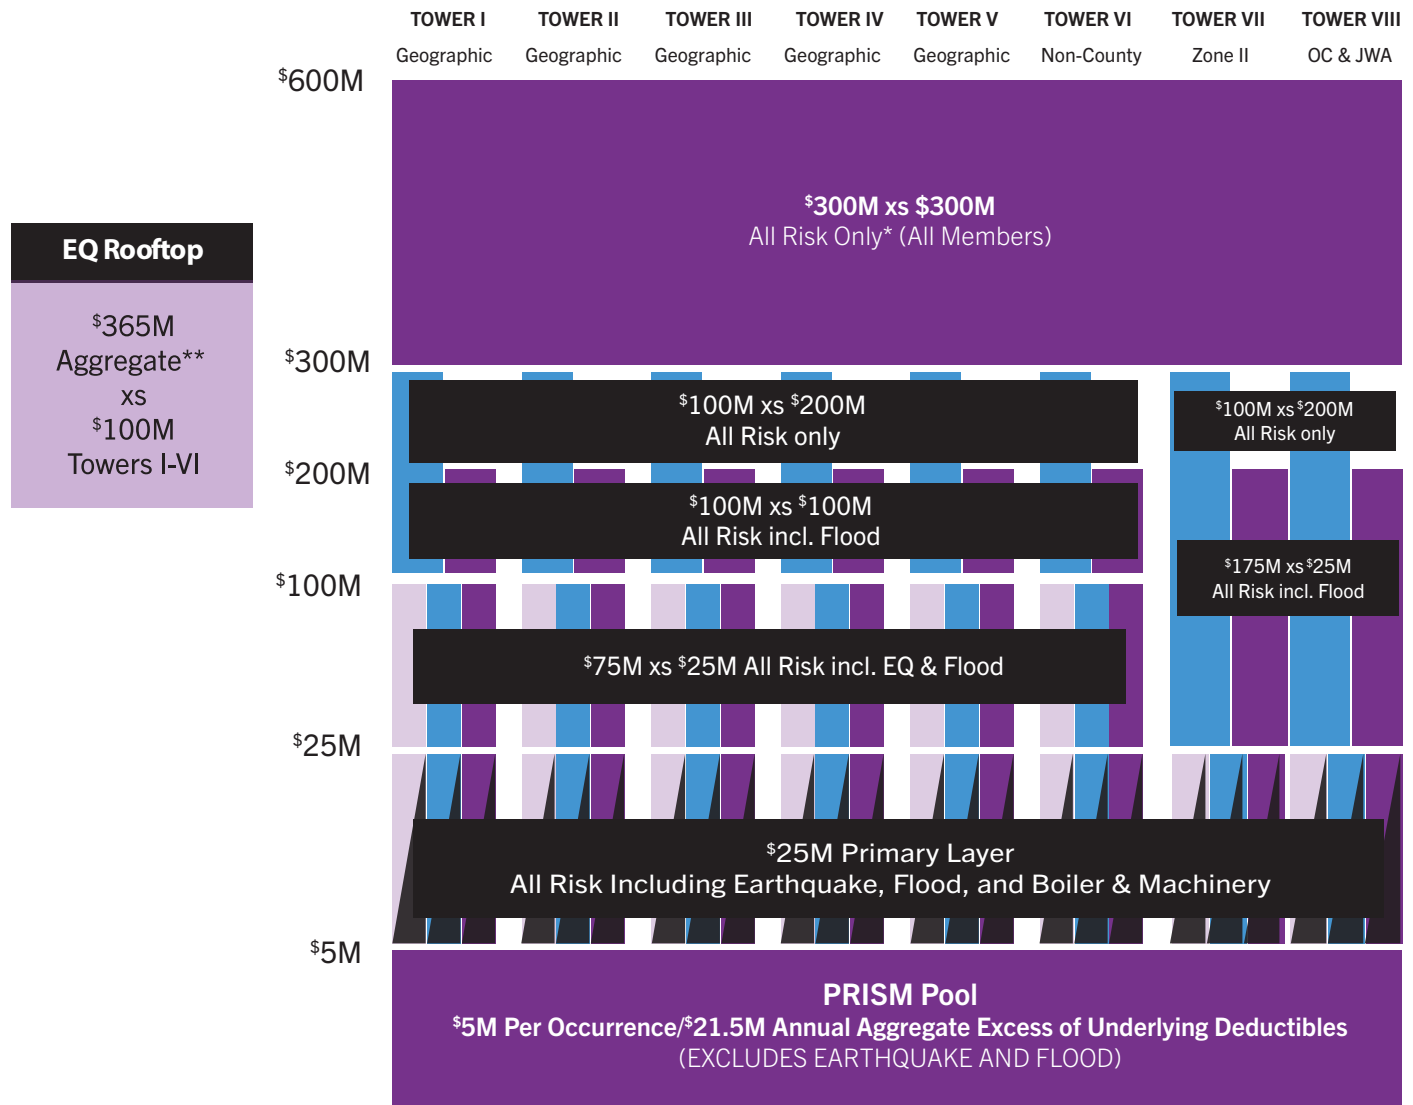 TOWER I TOWER II TOWER III TOWER IV TOWER V TOWER VI TOWER VII TOWER VIII
Geographic Geographic Geographic Geographic Geographic Non-County Zone II OC & JWA
$600M
$300M xs $300M
All Risk Only* (All Members)
EQ Rooftop
$365M
Aggregate**
xs
$100M
Towers I-VI
$300M
$100M xs $200M
All Risk only
$100M xs $200M
All Risk only
$200M
$100M xs $100M
All Risk incl. Flood
$175M xs $25M
All Risk incl. Flood
$100M
$75M xs $25M All Risk incl. EQ & Flood
$25M
$25M Primary Layer
All Risk Including Earthquake, Flood, and Boiler & Machinery
$5M
PRISM Pool
$5M Per Occurrence/$21.5M Annual Aggregate Excess of Underlying Deductibles
(EXCLUDES EARTHQUAKE AND FLOOD)